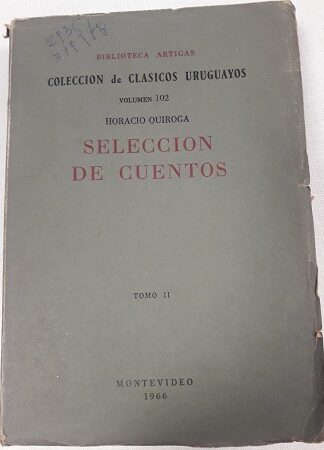 BIBLIOTECA ARTIGAS
COLECCION de CLASICOS URUGUAYOS
VOLUMEN 102
HORACIO QUIROGA
SELECCION
DE CUENTOS
TOMO II
MONTEVIDEO
1966